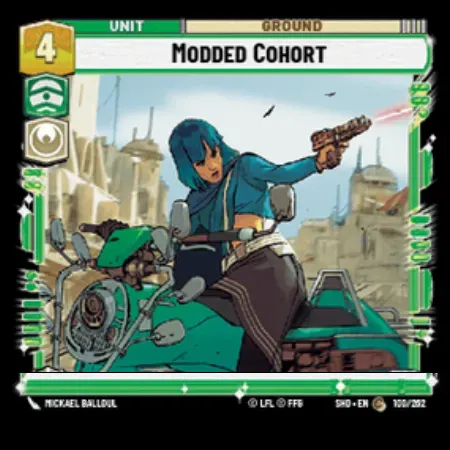 UNIT
GROUND
4
MODDED COHORT
MICKAEL BALLOUL
© LFL © FFG
SHD • EN
100/262